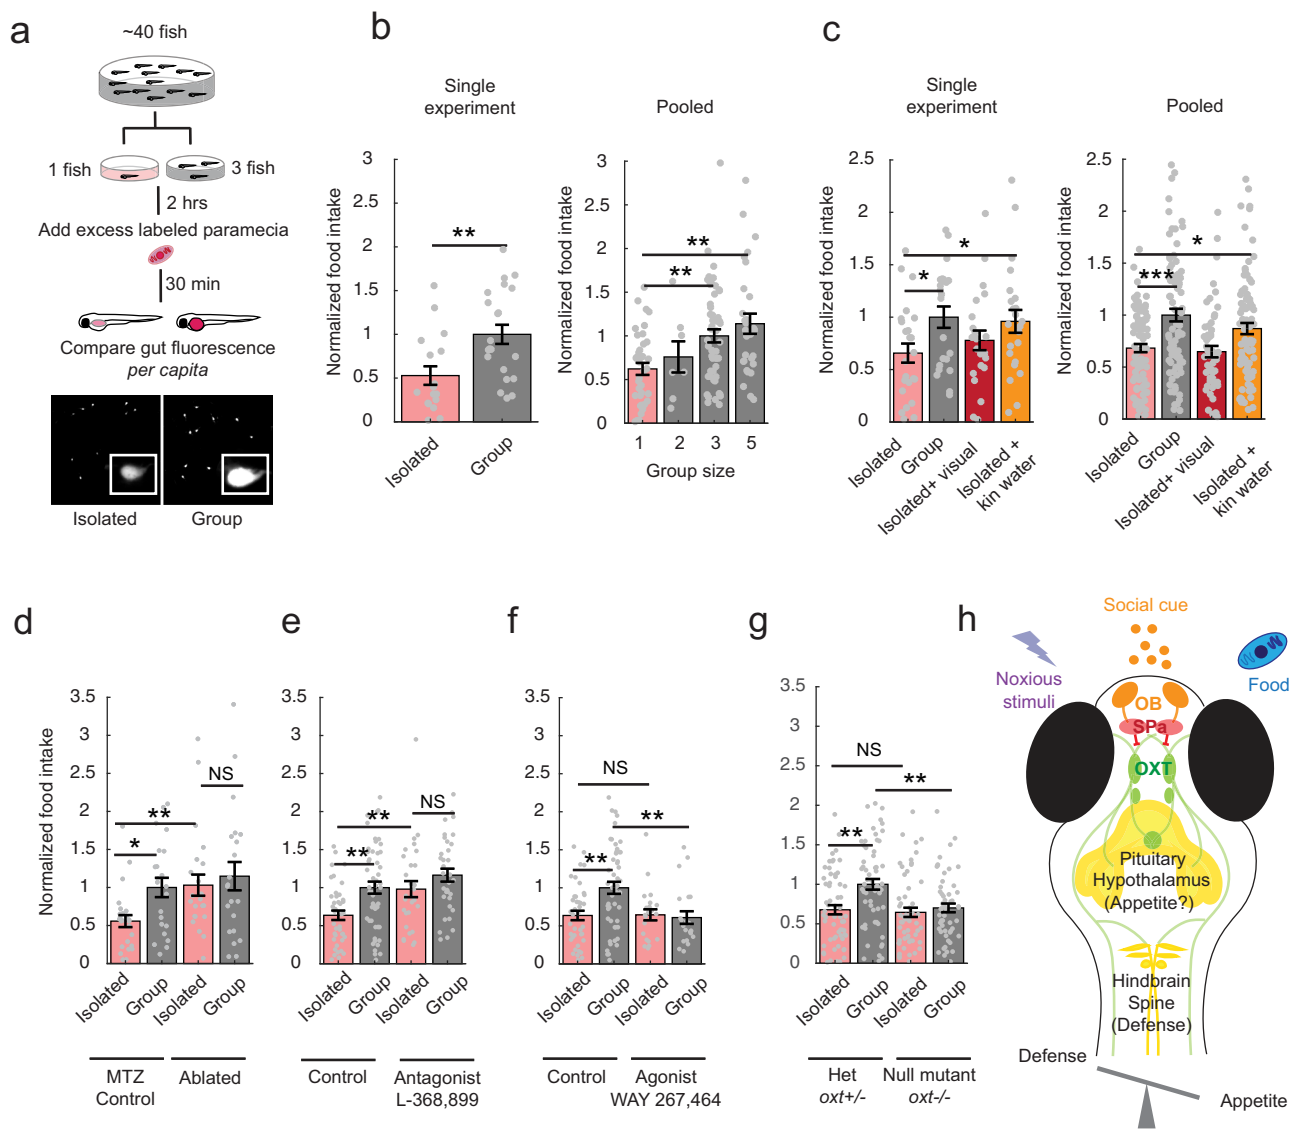 a
~40 fish
1 fish
3 fish
2 hrs
Add excess labeled paramecia
30 min
Compare gut fluorescence
per capita
Isolated
Group
b
Single
experiment
Normalized food intake
3
2.5
2
1.5
1
0.5
0
**
Isolated
Group
Pooled
Normalized food intake
3
2.5
2
1.5
1
0.5
0
**
**
1
2
3
5
Group size
c
Single
experiment
Normalized food intake
2.5
2
1.5
1
0.5
0
*
*
Isolated
Group
Isolated+ visual
Isolated +
kin water
Pooled
Normalized food intake
2.5
2
1.5
1
0.5
0
*
***
Isolated
Group
Isolated+ visual
Isolated +
kin water
d
Normalized food intake
3.5
3
2.5
2
1.5
1
0.5
0
NS
**
*
Isolated
Group
Isolated
Group
MTZ
Control
Ablated
e
3.5
3
2.5
2
1.5
1
0.5
0
NS
**
**
Isolated
Group
Isolated
Group
Control
Antagonist
L-368,899
f
3.5
3
2.5
2
1.5
1
0.5
0
NS
**
**
Isolated
Group
Isolated
Group
Control
Agonist
WAY 267,464
g
3.5
3
2.5
2
1.5
1
0.5
0
NS
**
**
Isolated
Group
Isolated
Group
Het
oxt+/-
Null mutant
oxt-/-
h
Social cue
Noxious
stimuli
Food
OB
SPa
OXT
Pituitary
Hypothalamus
(Appetite?)
Hindbrain
Spine
(Defense)
Defense
Appetite